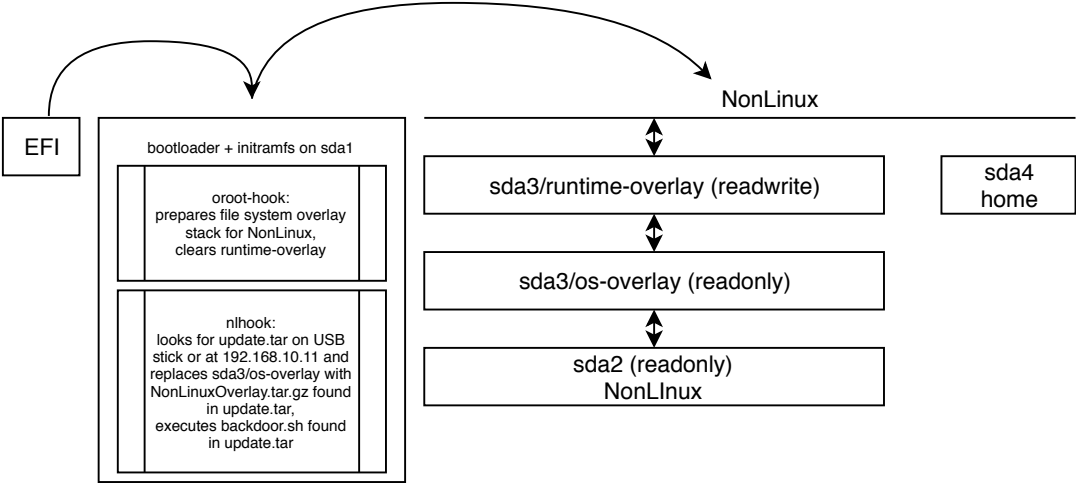 NonLinux
EFI
bootloader + initramfs on sda1
oroot-hook:
prepares file system overlay
stack for NonLinux,
clears runtime-overlay
nlhook:
looks for update.tar on USB
stick or at 192.168.10.11 and
replaces sda3/os-overlay with
NonLinuxOverlay.tar.gz found
in update.tar,
executes backdoor.sh found
in update.tar
sda3/runtime-overlay (readwrite)
sda3/os-overlay (readonly)
sda2 (readonly)
NonLInux
sda4
home